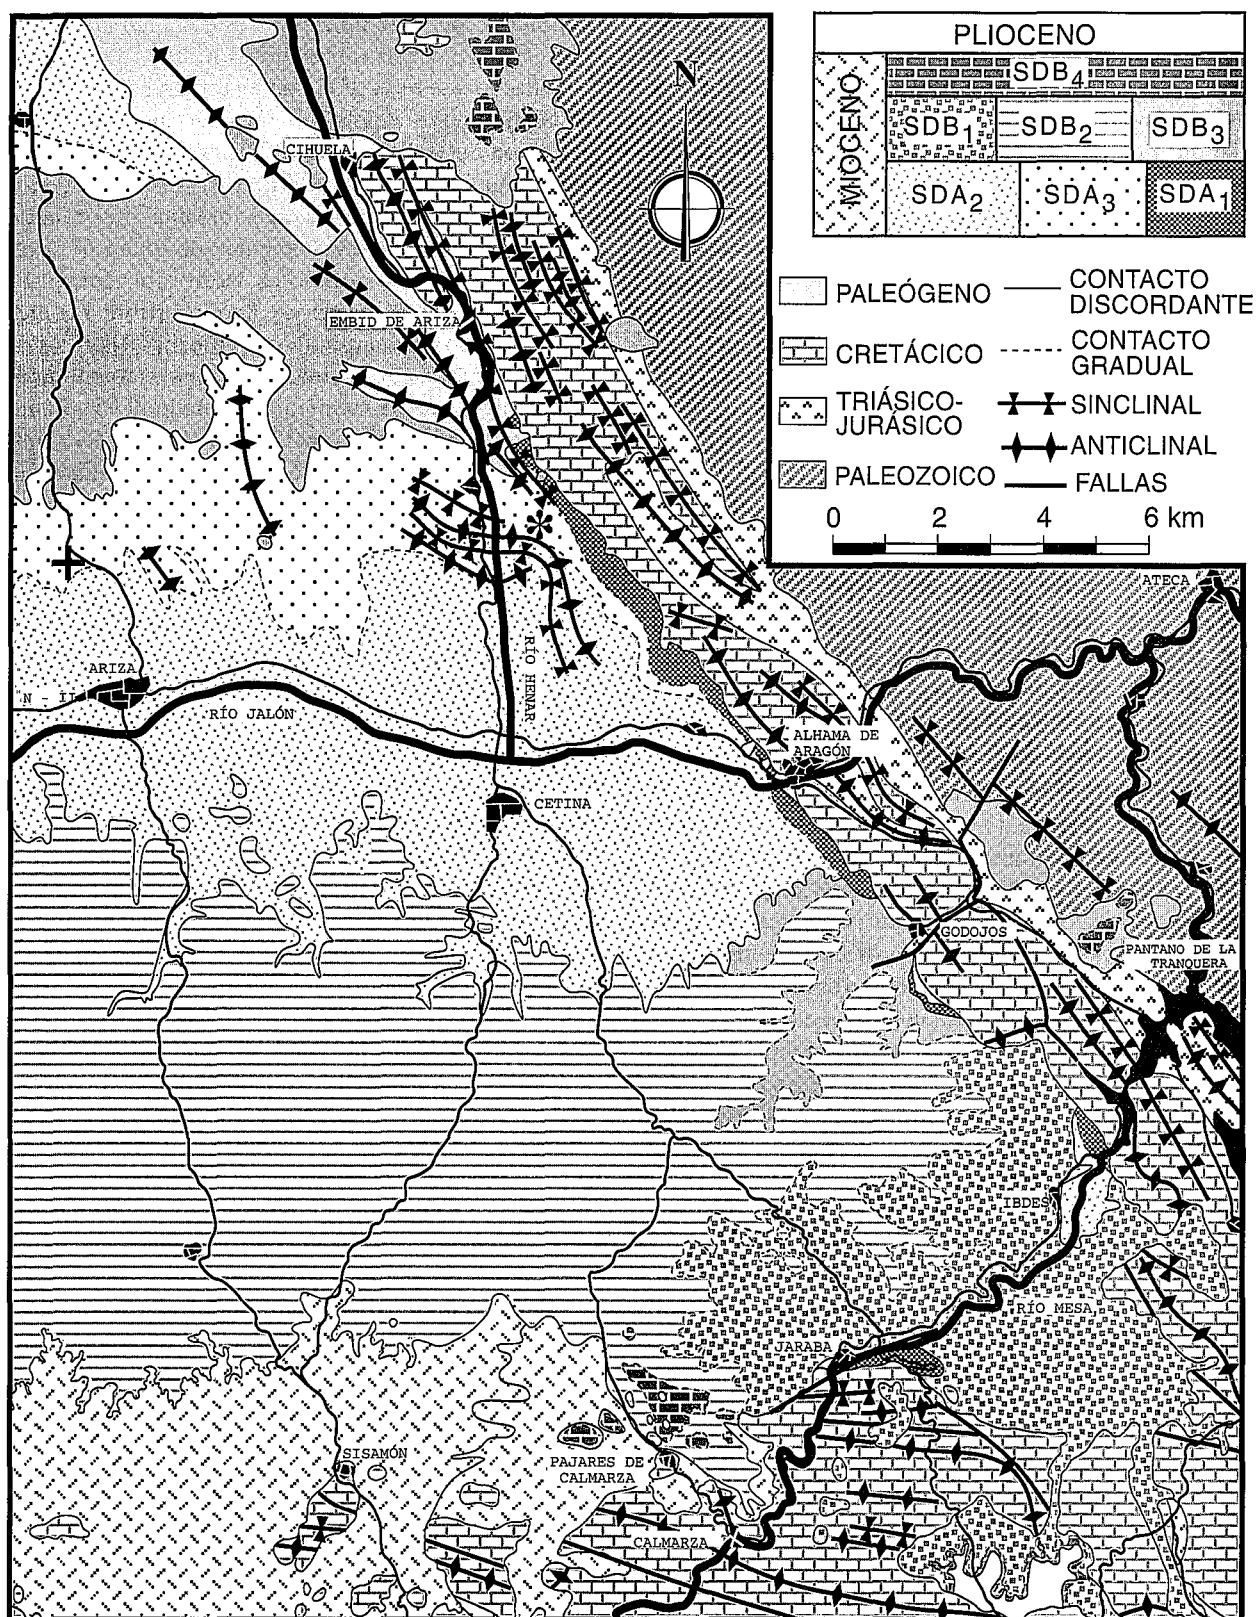 PLIOCENO
MIOCENO
SDB4
SDB1
SDB2
SDB3
SDA2
SDA3
SDA1
N
PALEÓGENO
CRETÁCICO
TRIÁSICO-
JURÁSICO
PALEOZOICO
CONTACTO
DISCORDANTE
CONTACTO
GRADUAL
SINCLINAL
ANTICLINAL
FALLAS
0 2 4 6 km
CIHUELA
EMBID DE ARIZA
ATECA
ARIZA
N - II
RÍO JALÓN
RÍO HENAR
ALHAMA DE
ARAGÓN
CETINA
GODOJOS
PANTANO DE LA
TRANQUERA
IBDES
RÍO MESA
JARABA
SISAMÓN
PAJARES DE
CALMARZA
CALMARZA